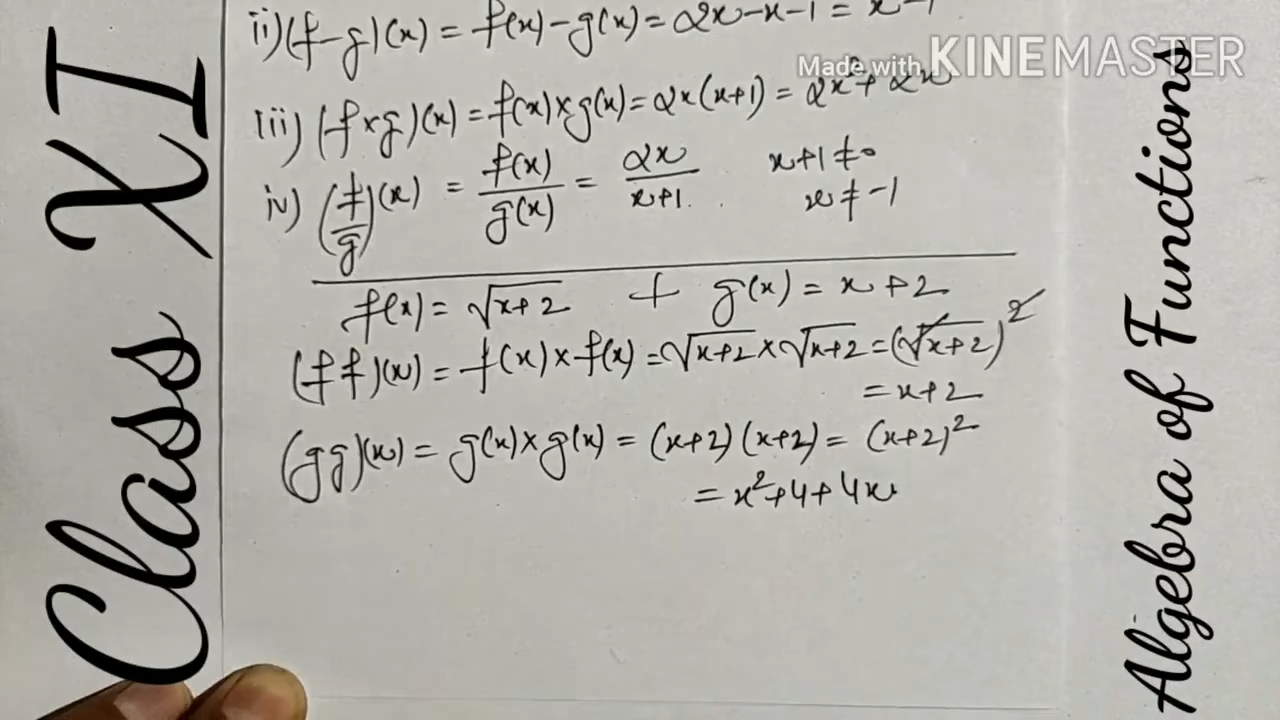 Class XI
ii) (f-g)(x) = f(x)-g(x) = 2x-x-1 = x-1
Made with KINEMASTER
iii) (f×g)(x) = f(x)×g(x) = 2x(x+1) = 2x²+2x
iv) (f/g)(x) = f(x)/g(x) = 2x/x+1. x+1≠0
x≠-1
f(x) = √x+2 + g(x) = x+2
(ff)(x) = f(x)×f(x) = √x+2 × √x+2 = (√x+2)²
= x+2
(gg)(x) = g(x)×g(x) = (x+2)(x+2) = (x+2)²
= x²+4+4x
Algebra of Functions